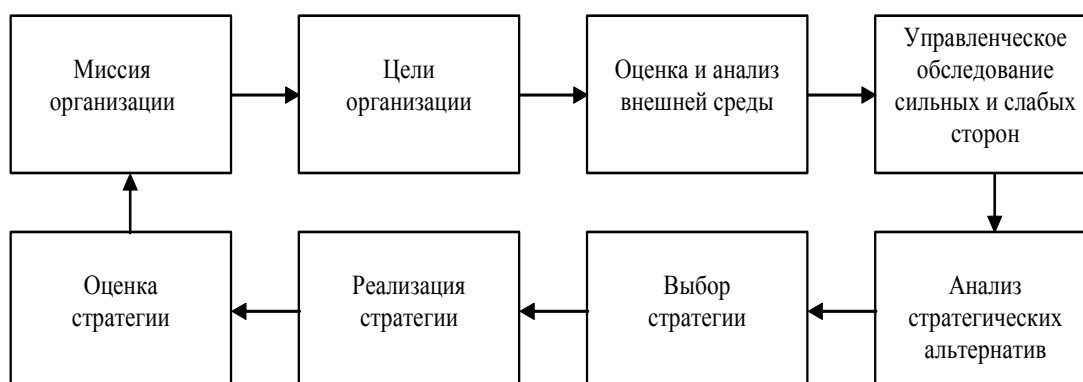 Миссия
организации
Цели
организации
Оценка и анализ
внешней среды
Управленческое
обследование
сильных и слабых
сторон
Оценка
стратегии
Реализация
стратегии
Выбор
стратегии
Анализ
стратегических
альтернатив